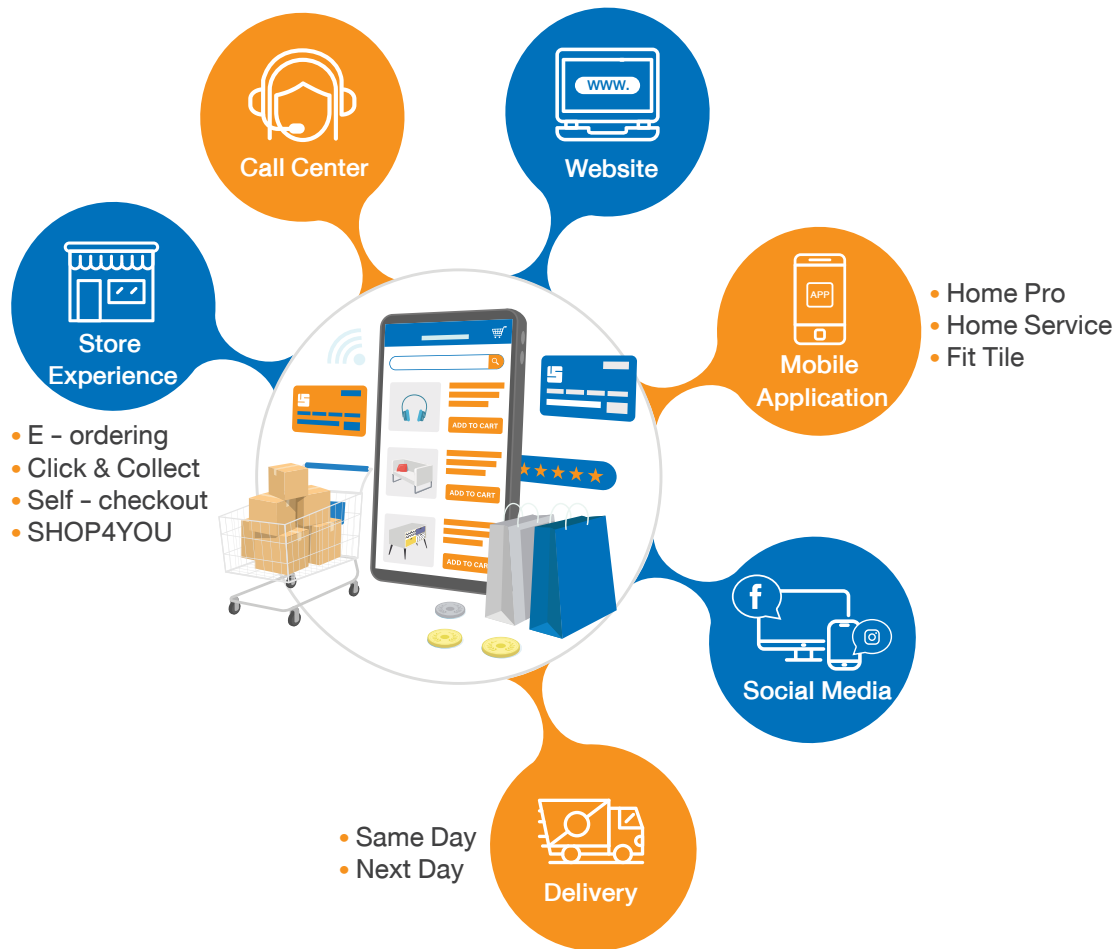 Call Center
WWW.
Website
Store
Experience
• E - ordering
• Click & Collect
• Self - checkout
• SHOP4YOU
APP
Mobile
Application
• Home Pro
• Home Service
• Fit Tile
ADD TO CART
ADD TO CART
ADD TO CART
f
Social Media
• Same Day
• Next Day
Delivery